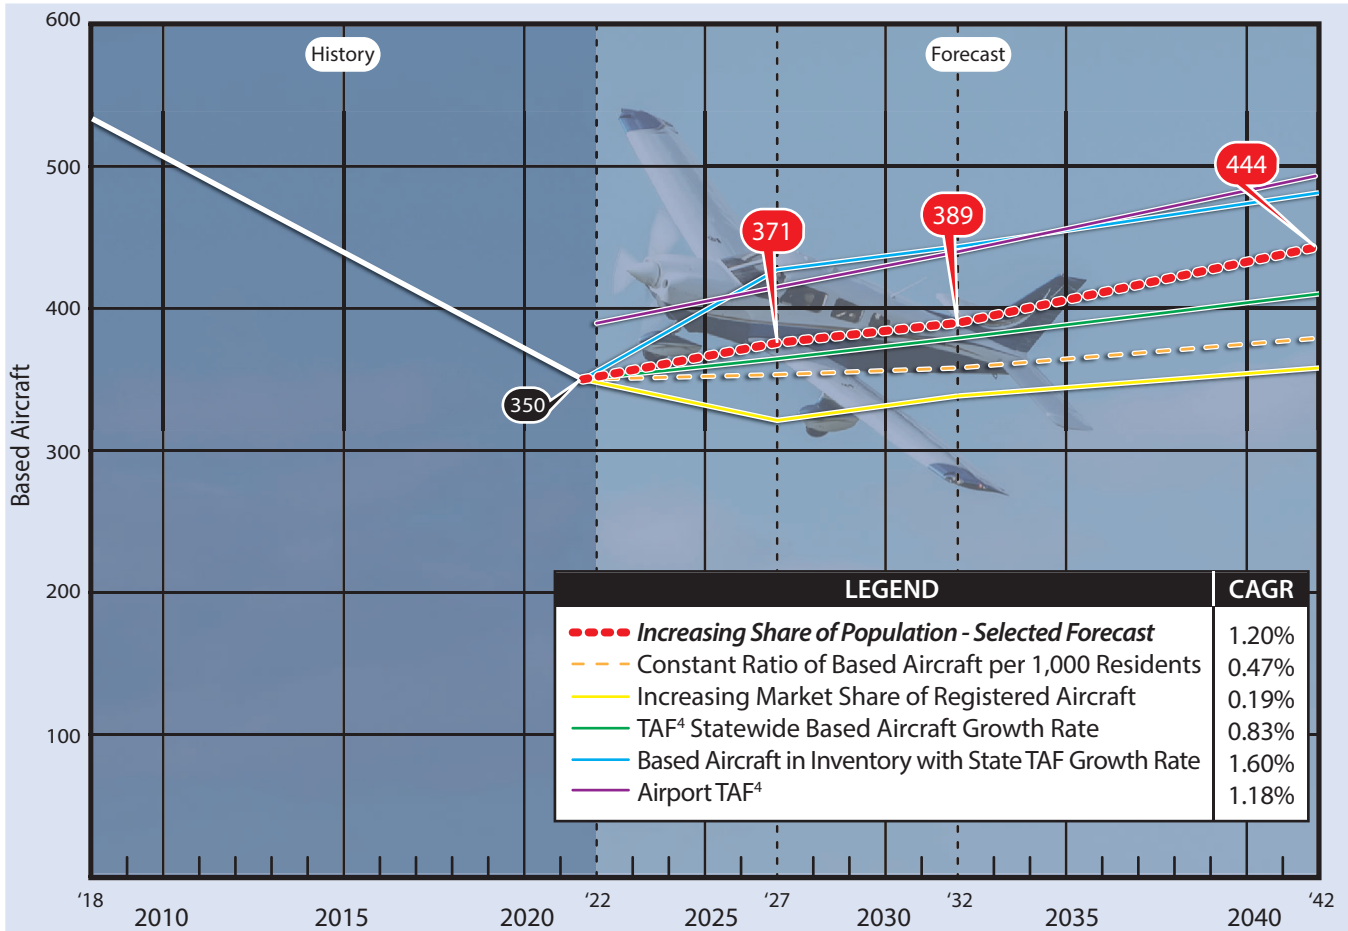 600
History
Forecast
500
444
389
371
400
350
Based Aircraft
300
200
100
LEGEND CAGR
Increasing Share of Population - Selected Forecast 1.20%
Constant Ratio of Based Aircraft per 1,000 Residents 0.47%
Increasing Market Share of Registered Aircraft 0.19%
TAF⁴ Statewide Based Aircraft Growth Rate 0.83%
Based Aircraft in Inventory with State TAF Growth Rate 1.60%
Airport TAF⁴ 1.18%
‘18 ‘22 ‘27 ‘32 ‘42
2010 2015 2020 2025 2030 2035 2040